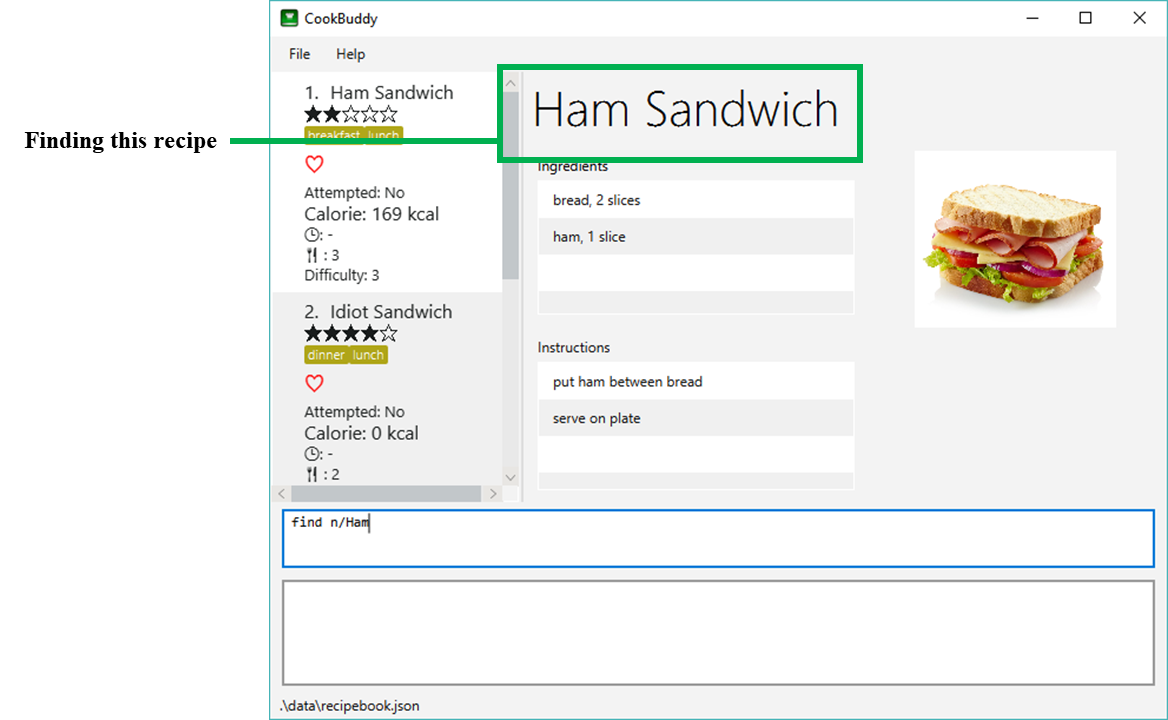 CookBuddy
File Help
Finding this recipe
1. Ham Sandwich
★★☆☆☆
breakfast lunch
Attempted: No
Calorie: 169 kcal
: -
: 3
Difficulty: 3
2. Idiot Sandwich
★★★★☆
dinner lunch
Attempted: No
Calorie: 0 kcal
: -
: 2
Ham Sandwich
Ingredients
bread, 2 slices
ham, 1 slice
Instructions
put ham between bread
serve on plate
find n/Ham
.\data\recipebook.json